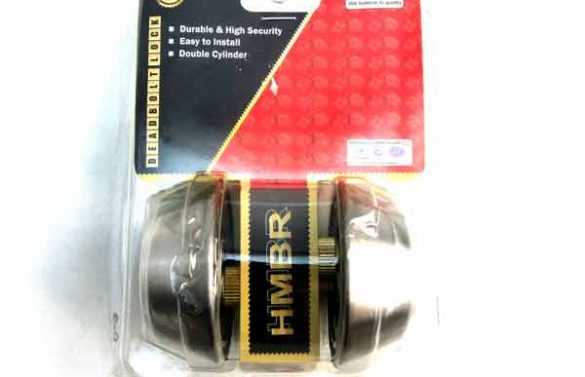 Durable & High Security
Easy to Install
Double Cylinder
DEADBOLT LOCK
HMBR